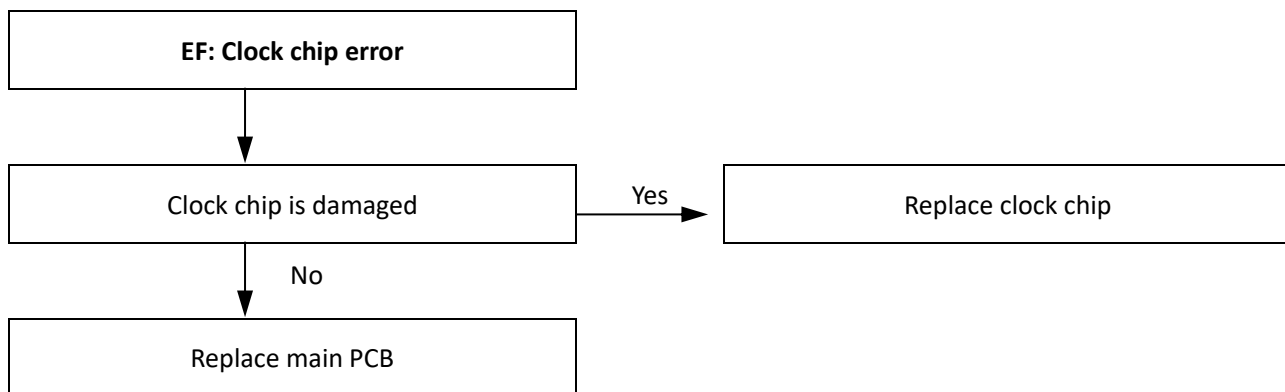 EF: Clock chip error
Clock chip is damaged
Yes
Replace clock chip
No
Replace main PCB